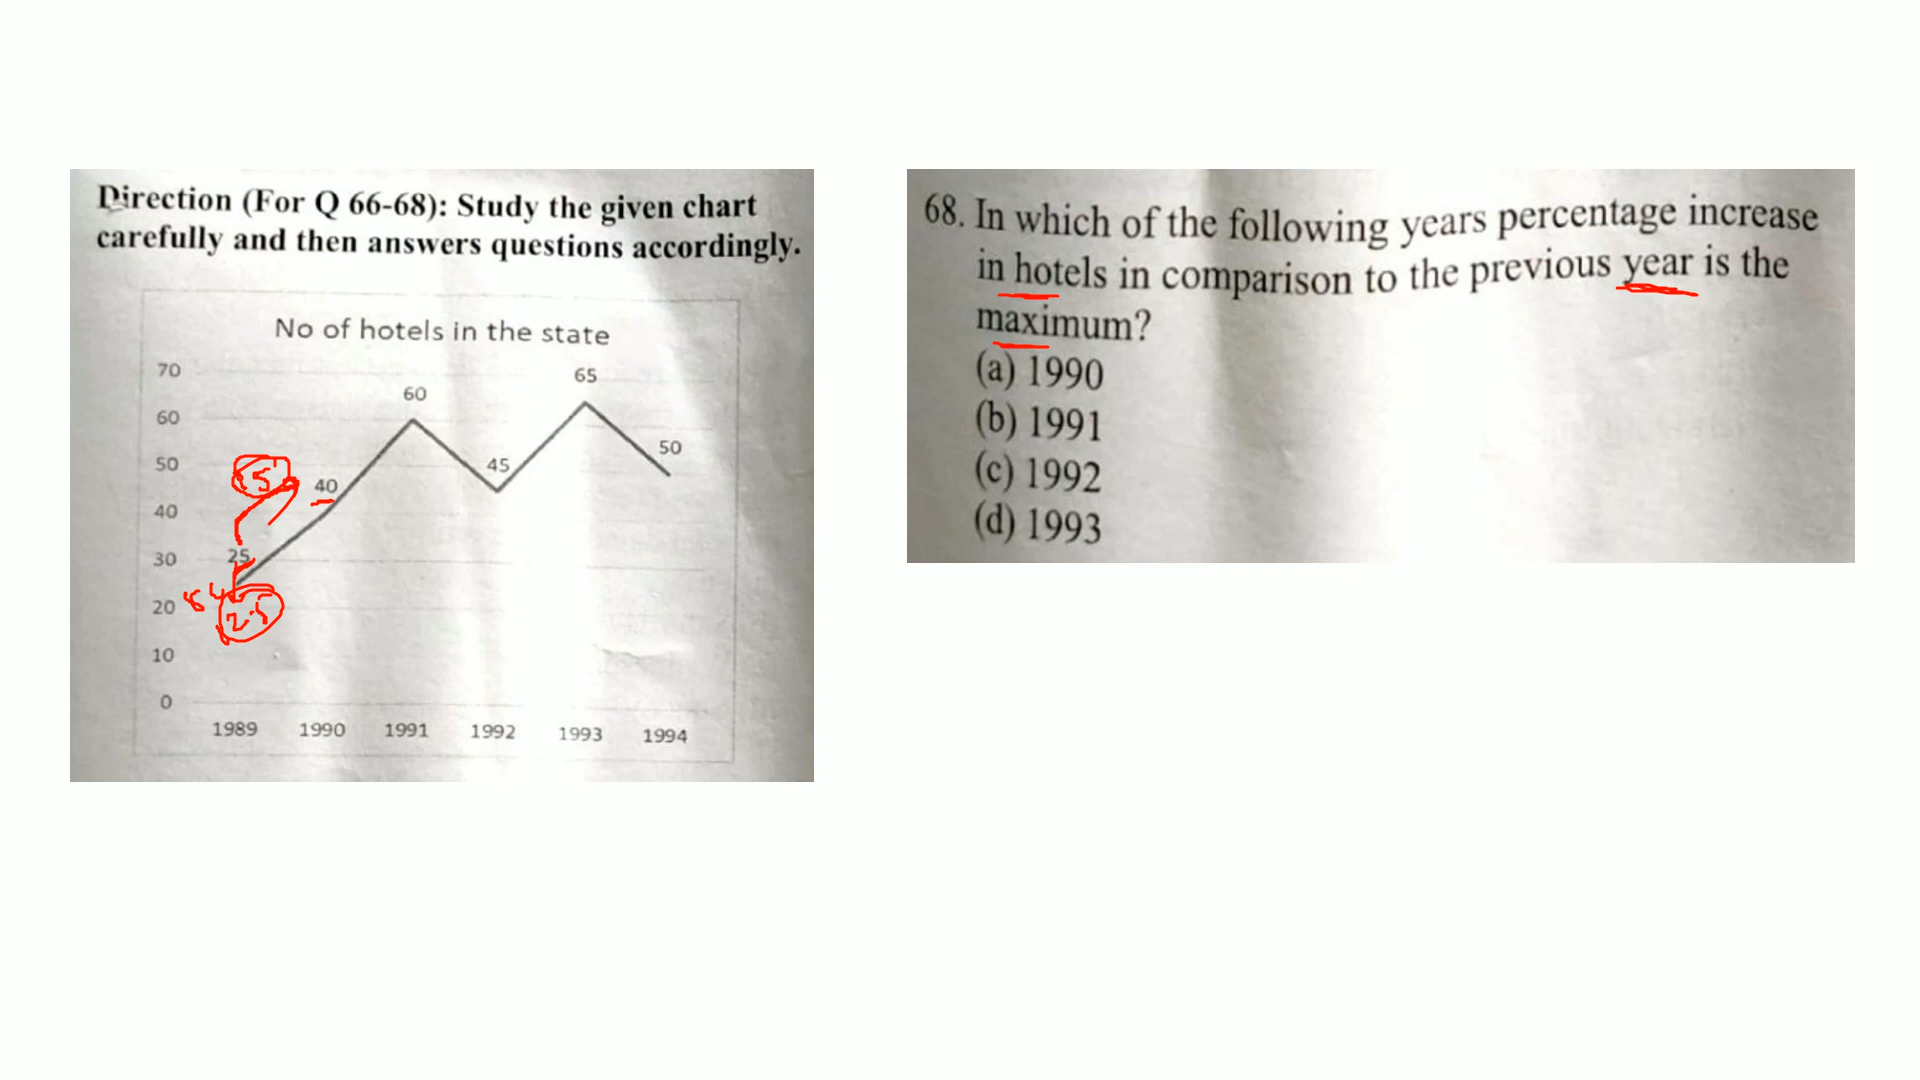 Direction (For Q 66-68): Study the given chart
carefully and then answers questions accordingly.
No of hotels in the state
70
60
50
40
30
20
10
0
25
40
60
45
65
50
2.5
1989 1990 1991 1992 1993 1994
68. In which of the following years percentage increase
in hotels in comparison to the previous year is the
maximum?
(a) 1990
(b) 1991
(c) 1992
(d) 1993